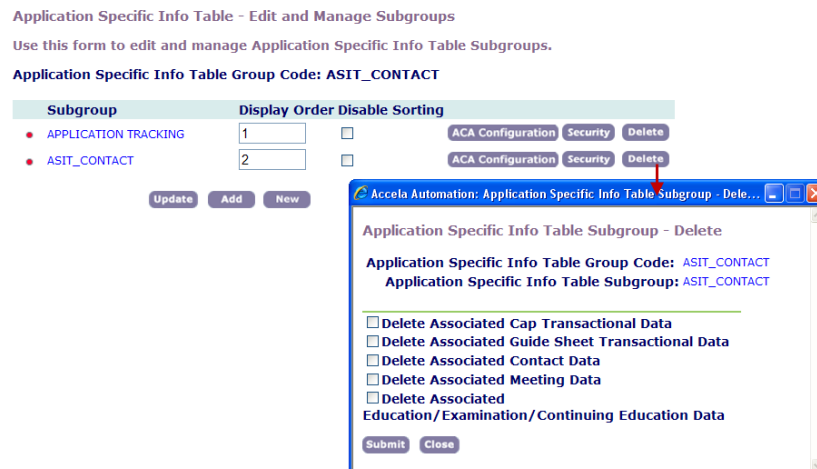 Application Specific Info Table - Edit and Manage Subgroups
Use this form to edit and manage Application Specific Info Table Subgroups.
Application Specific Info Table Group Code: ASIT_CONTACT
Subgroup Display Order Disable Sorting
APPLICATION TRACKING 1 ACA Configuration Security Delete
ASIT_CONTACT 2 ACA Configuration Security Delete
Update Add New
Accela Automation: Application Specific Info Table Subgroup - Dele...
Application Specific Info Table Subgroup - Delete
Application Specific Info Table Group Code: ASIT_CONTACT
Application Specific Info Table Subgroup: ASIT_CONTACT
Delete Associated Cap Transactional Data
Delete Associated Guide Sheet Transactional Data
Delete Associated Contact Data
Delete Associated Meeting Data
Delete Associated
Education/Examination/Continuing Education Data
Submit Close